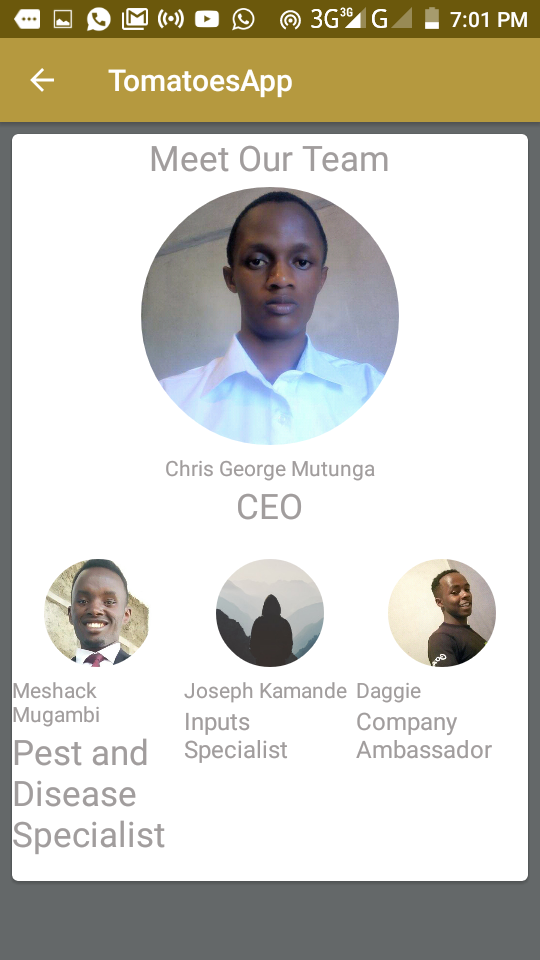 3G 3G G 7:01 PM
TomatoesApp
Meet Our Team
Chris George Mutunga
CEO
Meshack
Mugambi
Pest and
Disease
Specialist
Joseph Kamande
Inputs
Specialist
Daggie
Company
Ambassador